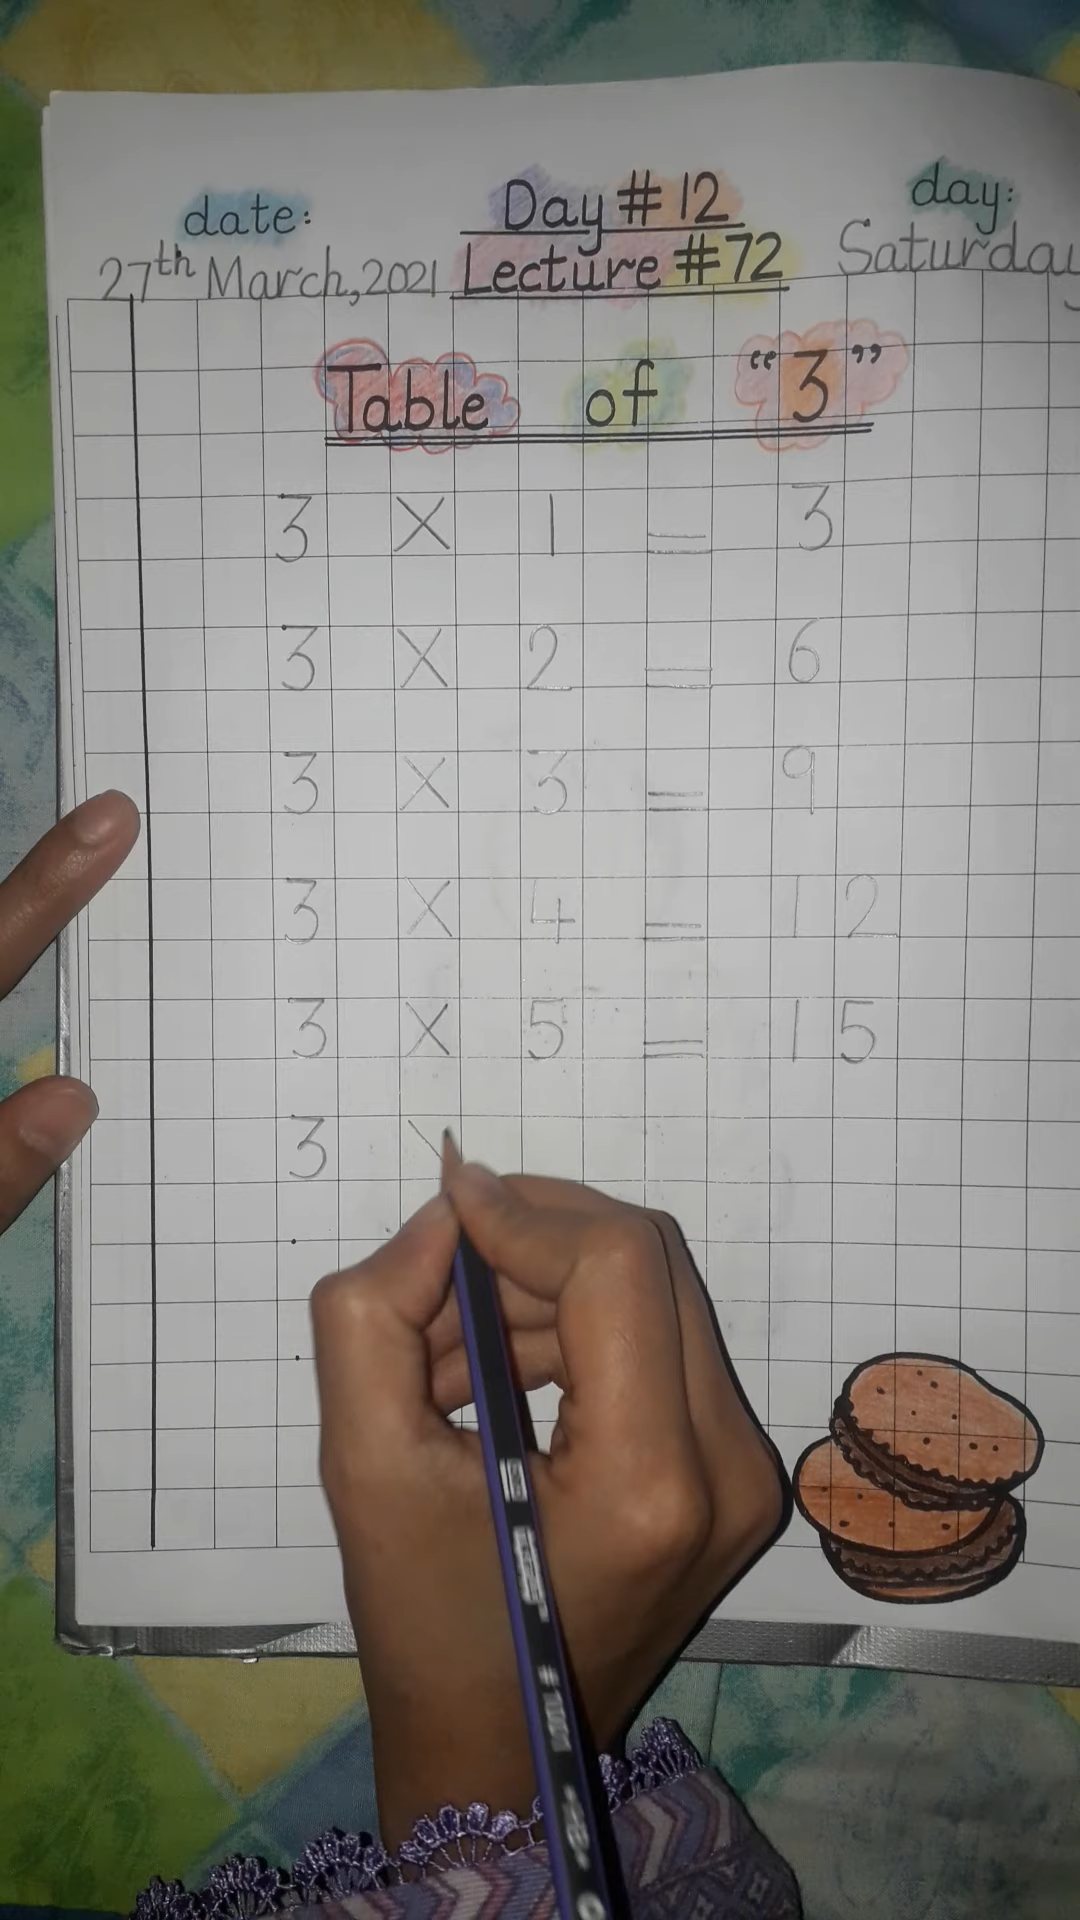 date: Day # 12 day:
27th March, 2021 Lecture #72 Saturday
Table of "3"
3 X 1 = 3
3 X 2 = 6
3 X 3 = 9
3 X 4 = 12
3 X 5 = 15
3